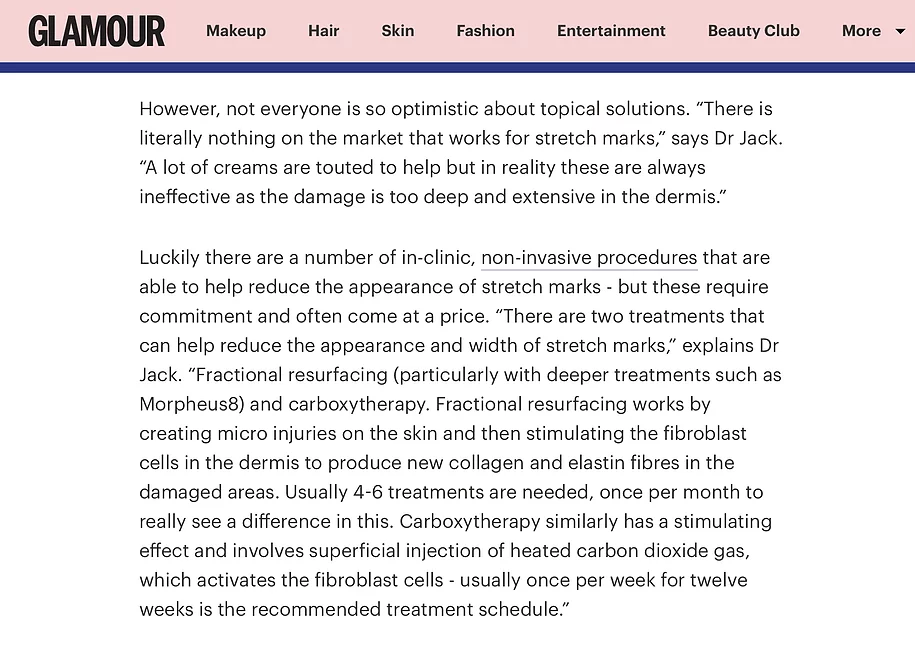 GLAMOUR Makeup Hair Skin Fashion Entertainment Beauty Club More
However, not everyone is so optimistic about topical solutions. “There is
literally nothing on the market that works for stretch marks,” says Dr Jack.
“A lot of creams are touted to help but in reality these are always
ineffective as the damage is too deep and extensive in the dermis.”
Luckily there are a number of in-clinic, non-invasive procedures that are
able to help reduce the appearance of stretch marks - but these require
commitment and often come at a price. “There are two treatments that
can help reduce the appearance and width of stretch marks,” explains Dr
Jack. “Fractional resurfacing (particularly with deeper treatments such as
Morpheus8) and carboxytherapy. Fractional resurfacing works by
creating micro injuries on the skin and then stimulating the fibroblast
cells in the dermis to produce new collagen and elastin fibres in the
damaged areas. Usually 4-6 treatments are needed, once per month to
really see a difference in this. Carboxytherapy similarly has a stimulating
effect and involves superficial injection of heated carbon dioxide gas,
which activates the fibroblast cells - usually once per week for twelve
weeks is the recommended treatment schedule.”